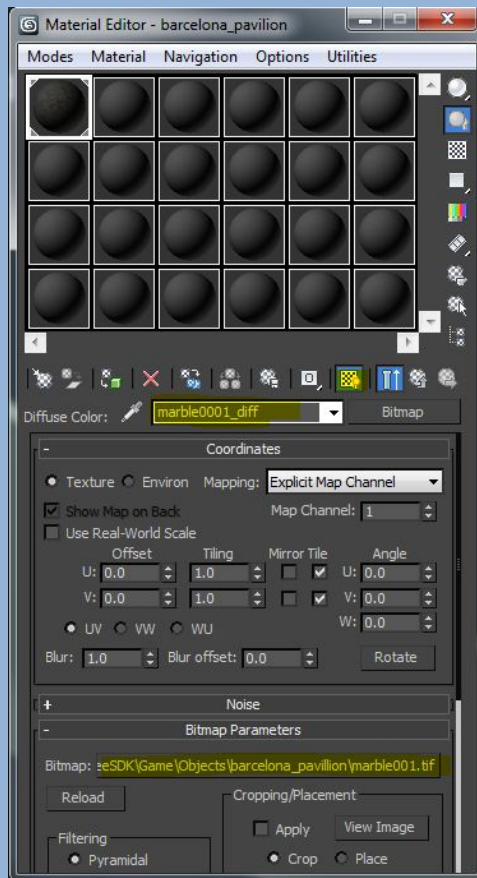 Material Editor - barcelona_pavilion
Modes Material Navigation Options Utilities
Diffuse Color: marble0001_diff Bitmap
- Coordinates
Texture Environ Mapping: Explicit Map Channel
Show Map on Back Map Channel: 1
Use Real-World Scale
Offset Tiling Mirror Tile Angle
U: 0.0 1.0 U: 0.0
V: 0.0 1.0 V: 0.0
UV VW WU W: 0.0
Blur: 1.0 Blur offset: 0.0 Rotate
+ Noise
- Bitmap Parameters
Bitmap: eeSDK\Game\Objects\barcelona_pavillion\marble001.tif
Reload Cropping/Placement
Apply View Image
Filtering
Pyramidal Crop Place